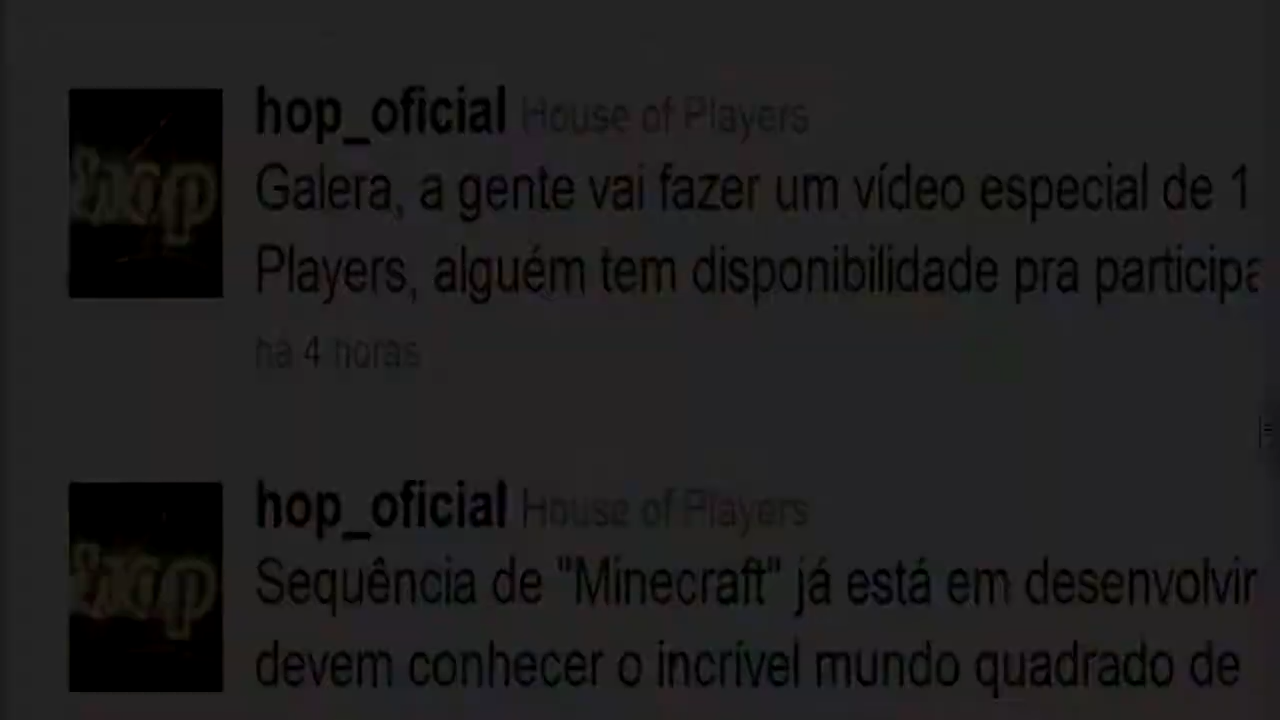 hop_oficial House of Players
Galera, a gente vai fazer um vídeo especial de 1
Players, alguém tem disponibilidade pra participa
há 4 horas
hop_oficial House of Players
Sequência de "Minecraft" já está em desenvolvir
devem conhecer o incrível mundo quadrado de
hop
hop